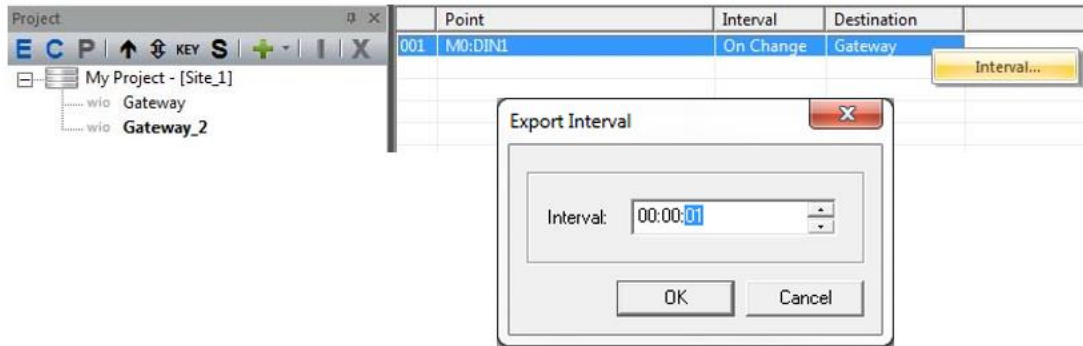 Project
Point Interval Destination
E C P KEY S X
001 M0:DIN1 On Change Gateway
Interval...
My Project - [Site_1]
wio Gateway
wio Gateway_2
Export Interval
Interval: 00:00:01
OK Cancel